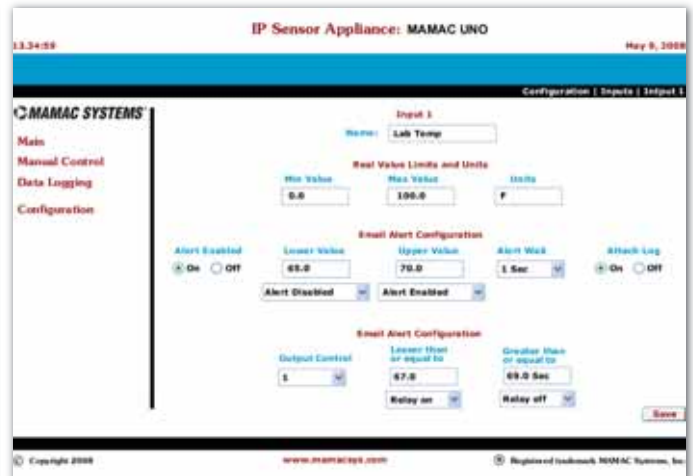 IP Sensor Appliance: MAMAC UNO
13.34:59
May 9, 2008
Configuration | Inputs | Intput 1
MAMAC SYSTEMS
Main
Manual Control
Data Logging
Configuration
Input 1
Name: Lab Temp
Real Value Limits and Units
Min Value Max Value Units
0.0 100.0 F
Email Alert Configuration
Alert Enabled Lower Value Upper Value Alert Wait Attach Log
On Off 65.0 70.0 1 Sec On Off
Alert Disabled Alert Enabled
Email Alert Configuration
Output Control Lesser than or equal to Greater than or equal to
1 67.0 69.0 Sec
Relay on Relay off
Save
© Copyright 2008 www.mamacsys.com ® Registered trademark MAMAC Systems, Inc